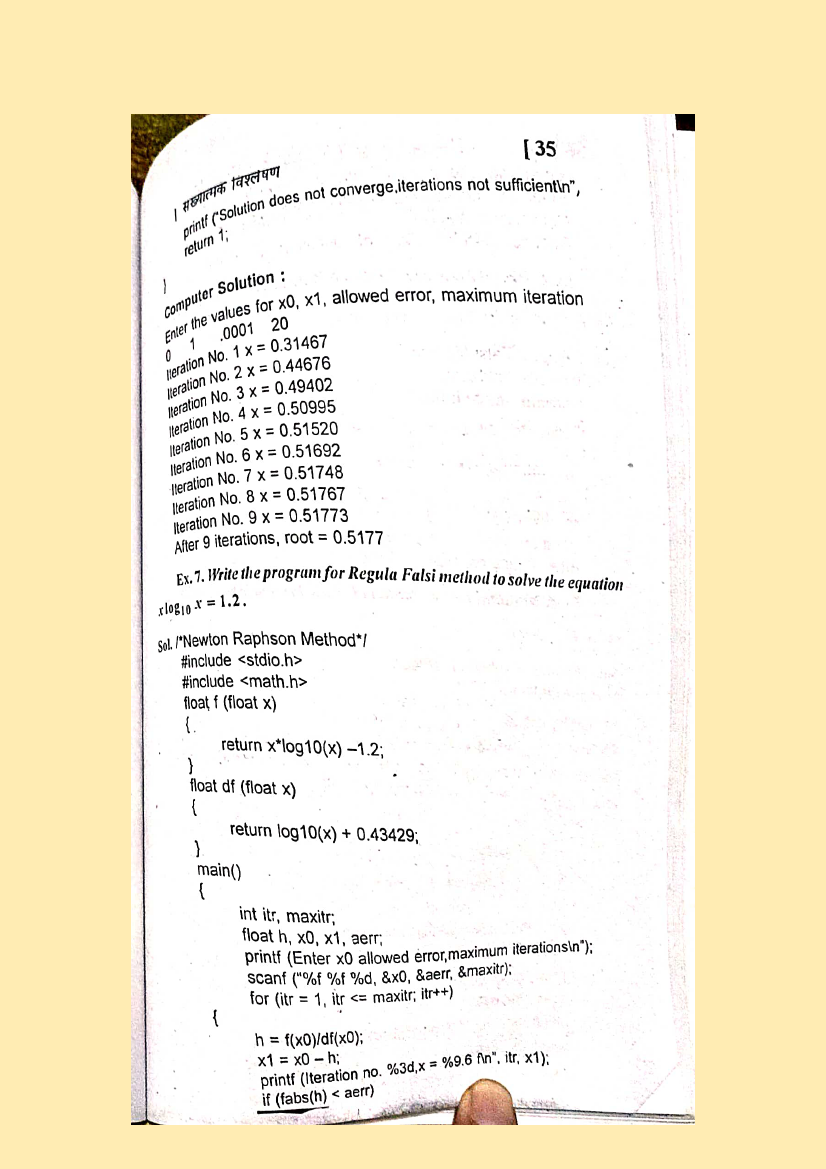 [ 35
| संख्यात्मक विश्लेषण
printf ("Solution does not converge,iterations not sufficient\n",
return 1;
}
Computer Solution :
Enter the values for x0, x1, allowed error, maximum iteration
0 1 .0001 20
Iteration No. 1 x = 0.31467
Iteration No. 2 x = 0.44676
Iteration No. 3 x = 0.49402
Iteration No. 4 x = 0.50995
Iteration No. 5 x = 0.51520
Iteration No. 6 x = 0.51692
Iteration No. 7 x = 0.51748
Iteration No. 8 x = 0.51767
Iteration No. 9 x = 0.51773
After 9 iterations, root = 0.5177
Ex. 7. Write the program for Regula Falsi method to solve the equation
x log₁₀ x = 1.2.
Sol. /*Newton Raphson Method*/
#include <stdio.h>
#include <math.h>
float f (float x)
{
return x*log10(x) –1.2;
}
float df (float x)
{
return log10(x) + 0.43429;
}
main()
{
int itr, maxitr;
float h, x0, x1, aerr;
printf (Enter x0 allowed error,maximum iterations\n");
scanf ("%f %f %d, &x0, &aerr, &maxitr);
for (itr = 1, itr <= maxitr; itr++)
{
h = f(x0)/df(x0);
x1 = x0 – h;
printf (Iteration no. %3d,x = %9.6 f\n", itr, x1);
if (fabs(h) < aerr)